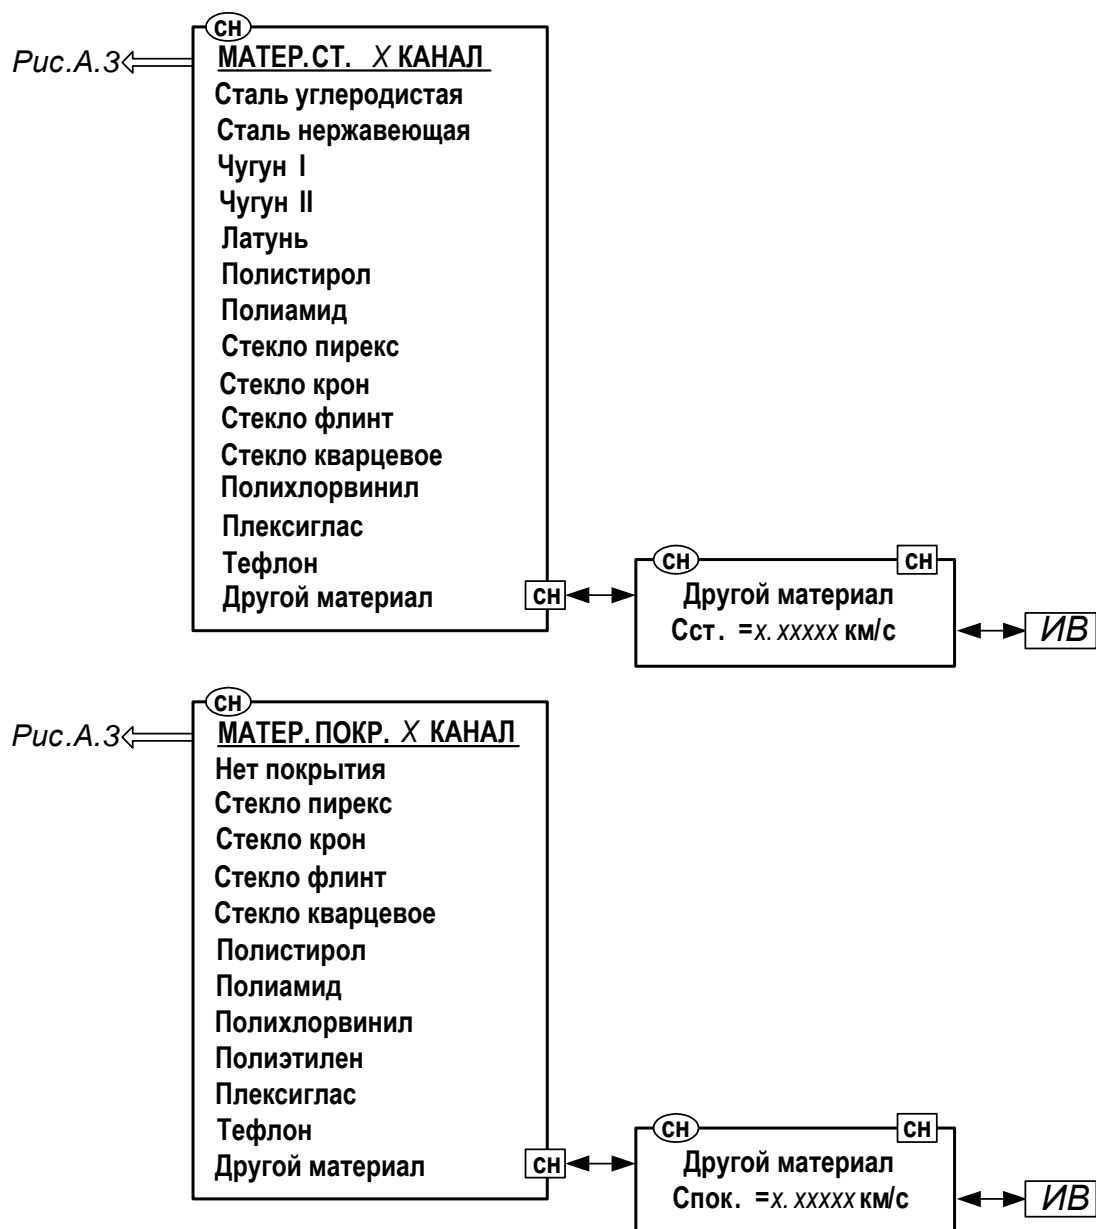 СН
Рис.А.3
МАТЕР.СТ. X КАНАЛ
Сталь углеродистая
Сталь нержавеющая
Чугун I
Чугун II
Латунь
Полистирол
Полиамид
Стекло пирекс
Стекло крон
Стекло флинт
Стекло кварцевое
Полихлорвинил
Плексиглас
Тефлон
Другой материал
СН
СН
СН
Другой материал
Сст. =x.xxxxx км/с
ИВ
СН
Рис.А.3
МАТЕР.ПОКР. X КАНАЛ
Нет покрытия
Стекло пирекс
Стекло крон
Стекло флинт
Стекло кварцевое
Полистирол
Полиамид
Полихлорвинил
Полиэтилен
Плексиглас
Тефлон
Другой материал
СН
СН
СН
Другой материал
Спок. =x.xxxxx км/с
ИВ